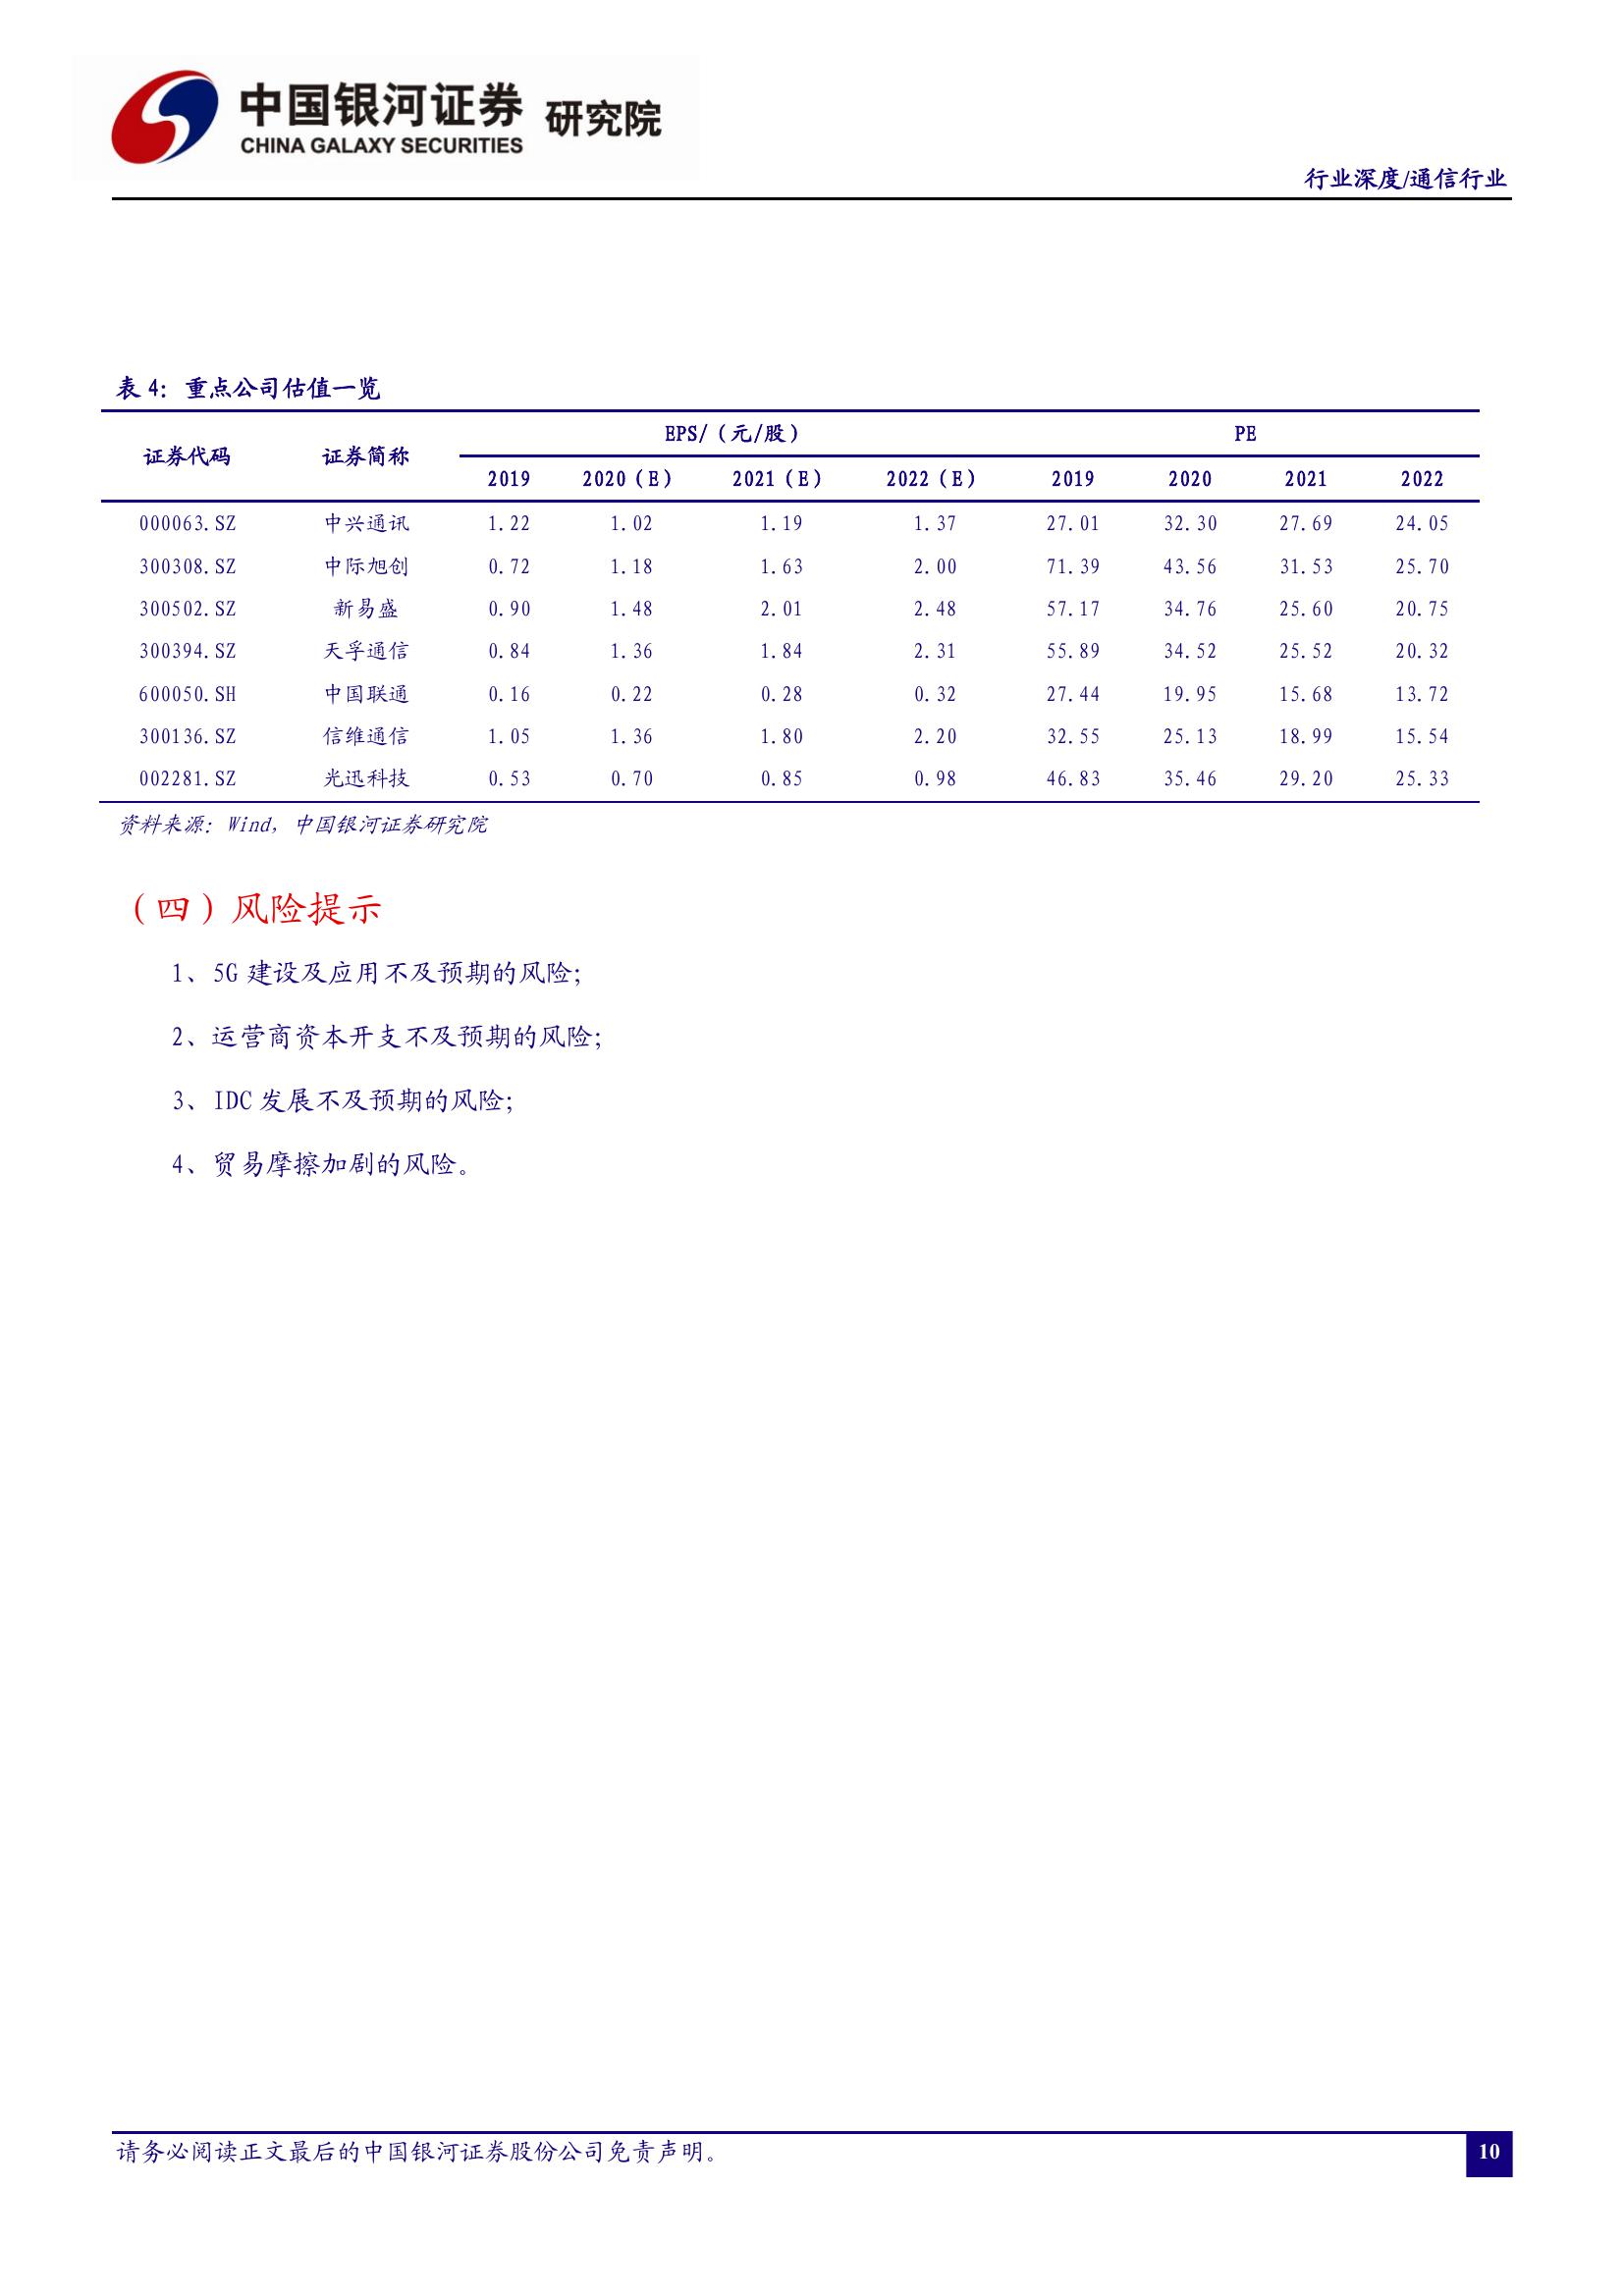 中国银河证券 研究院
CHINA GALAXY SECURITIES
行业深度/通信行业
表 4：重点公司估值一览
证券代码 证券简称 EPS/（元/股） PE
2019 2020（E） 2021（E） 2022（E） 2019 2020 2021 2022
000063.SZ 中兴通讯 1.22 1.02 1.19 1.37 27.01 32.30 27.69 24.05
300308.SZ 中际旭创 0.72 1.18 1.63 2.00 71.39 43.56 31.53 25.70
300502.SZ 新易盛 0.90 1.48 2.01 2.48 57.17 34.76 25.60 20.75
300394.SZ 天孚通信 0.84 1.36 1.84 2.31 55.89 34.52 25.52 20.32
600050.SH 中国联通 0.16 0.22 0.28 0.32 27.44 19.95 15.68 13.72
300136.SZ 信维通信 1.05 1.36 1.80 2.20 32.55 25.13 18.99 15.54
002281.SZ 光迅科技 0.53 0.70 0.85 0.98 46.83 35.46 29.20 25.33
资料来源：Wind，中国银河证券研究院
（四）风险提示
1、5G 建设及应用不及预期的风险；
2、运营商资本开支不及预期的风险；
3、IDC 发展不及预期的风险；
4、贸易摩擦加剧的风险。
请务必阅读正文最后的中国银河证券股份公司免责声明。
10